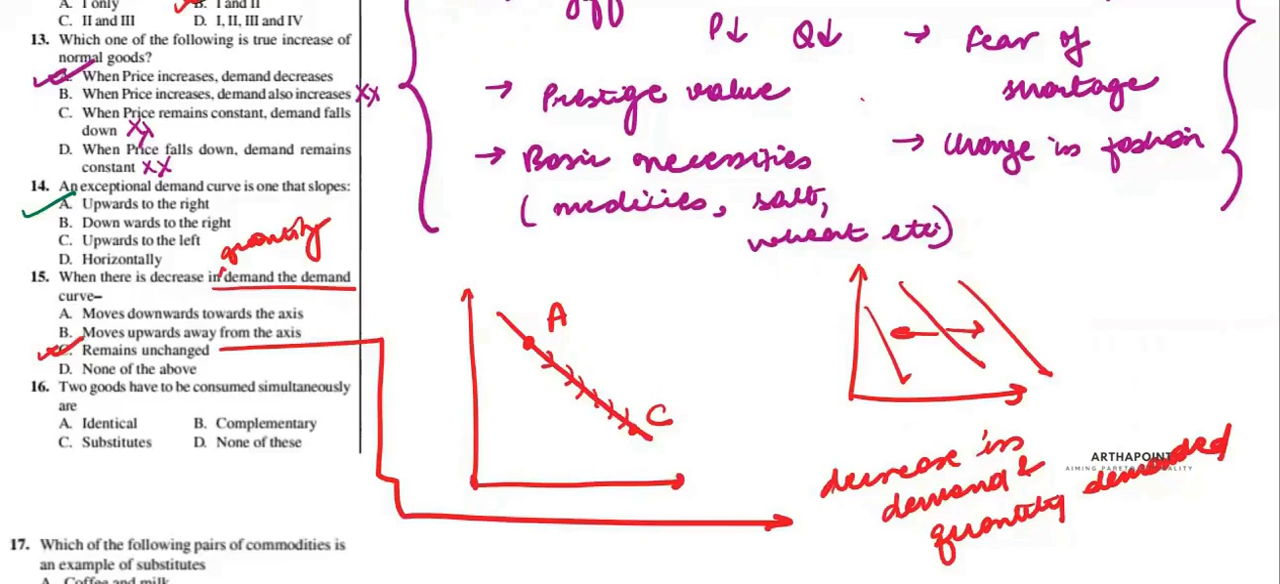 A. I only B. I and II
C. II and III D. I, II, III and IV
13. Which one of the following is true increase of
normal goods?
A. When Price increases, demand decreases
B. When Price increases, demand also increases XX
C. When Price remains constant, demand falls
down XX
D. When Price falls down, demand remains
constant XX
14. An exceptional demand curve is one that slopes:
A. Upwards to the right
B. Down wards to the right
C. Upwards to the left
D. Horizontally
quantity
15. When there is decrease in demand the demand
curve–
A. Moves downwards towards the axis
B. Moves upwards away from the axis
C. Remains unchanged
D. None of the above
16. Two goods have to be consumed simultaneously
are
A. Identical B. Complementary
C. Substitutes D. None of these
17. Which of the following pairs of commodities is
an example of substitutes
A. Coffee and milk
P↓ Q↓
→ Prestige value
→ Basic necessities
( medicies, salt,
wheat etc)
→ Fear of
shortage
→ Change in fashion
A
C
decrease in
demand &
quantity demanded
ARTHAPOINT